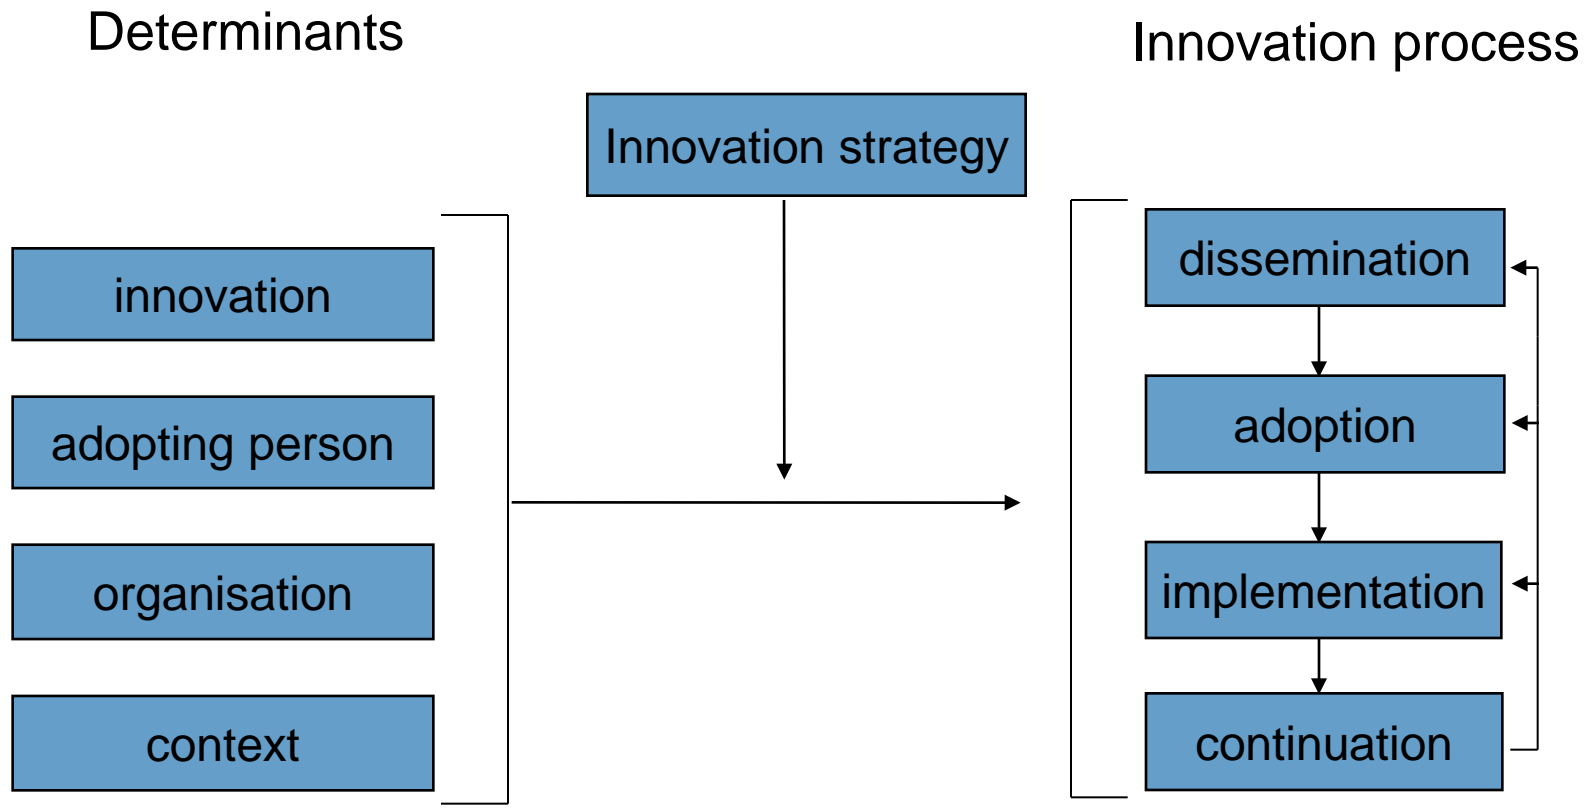 Determinants
Innovation process
Innovation strategy
innovation
adopting person
organisation
context
dissemination
adoption
implementation
continuation